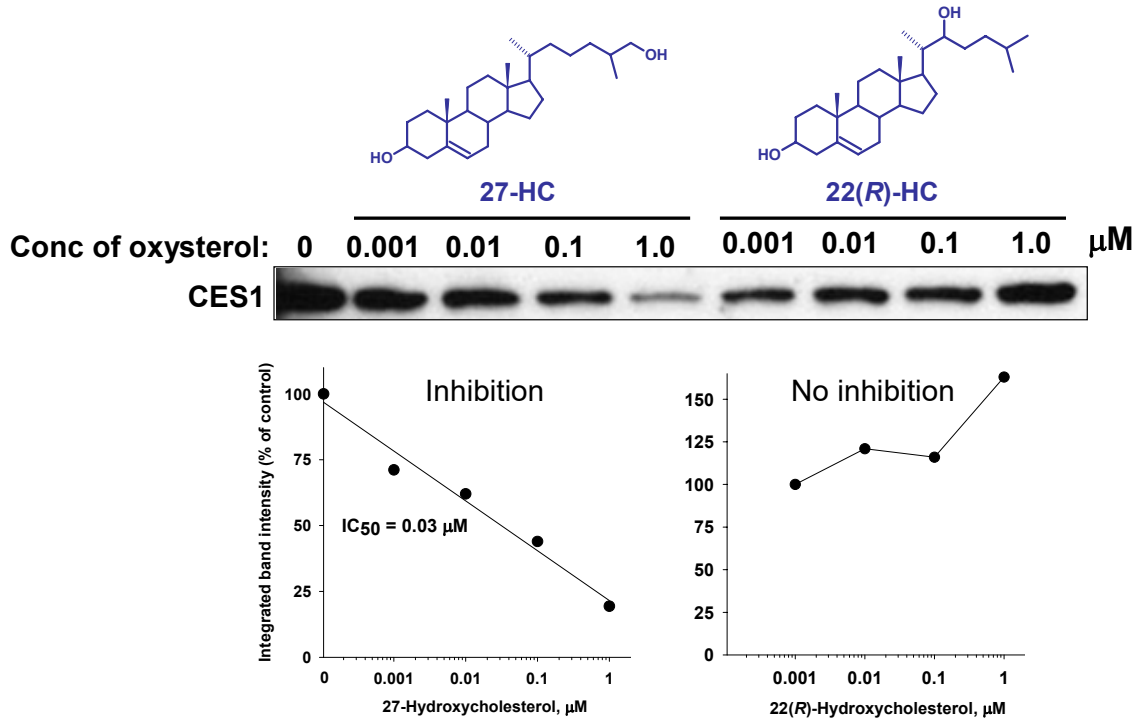 OH
OH
HO
HO
27-HC
22(R)-HC
Conc of oxysterol: 0 0.001 0.01 0.1 1.0 0.001 0.01 0.1 1.0 μM
CES1
Integrated band intensity (% of control)
100
75
50
25
0
Inhibition
IC50 = 0.03 μM
0 0.001 0.01 0.1 1
27-Hydroxycholesterol, μM
150
125
100
75
50
25
0
No inhibition
0.001 0.01 0.1 1
22(R)-Hydroxycholesterol, μM